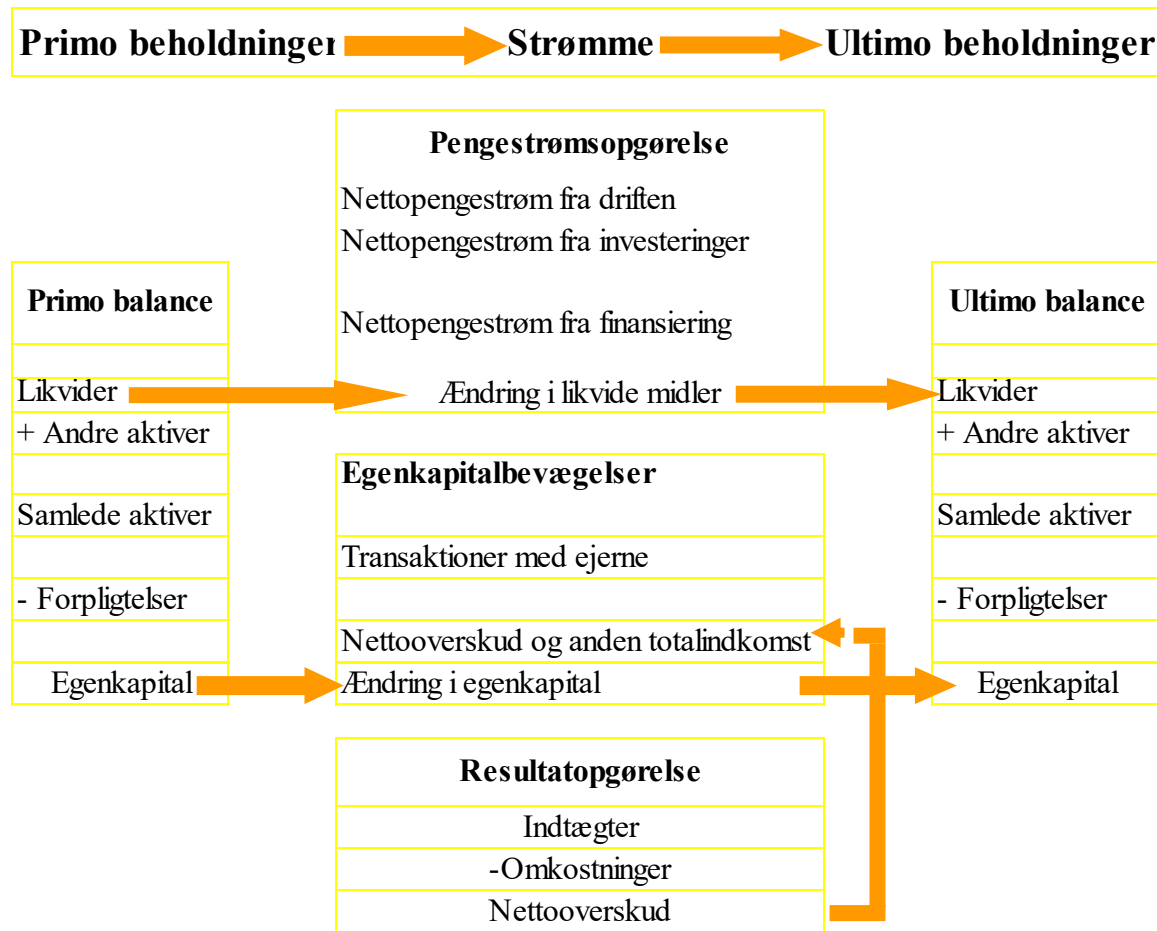 Primo beholdninger Strømme Ultimo beholdninger
Pengestrømsopgørelse
Nettopengestrøm fra driften
Nettopengestrøm fra investeringer
Nettopengestrøm fra finansiering
Ændring i likvide midler
Primo balance
Likvider
+ Andre aktiver
Samlede aktiver
- Forpligtelser
Egenkapital
Egenkapitalbevægelser
Transaktioner med ejerne
Nettooverskud og anden totalindkomst
Ændring i egenkapital
Ultimo balance
Likvider
+ Andre aktiver
Samlede aktiver
- Forpligtelser
Egenkapital
Resultatopgørelse
Indtægter
-Omkostninger
Nettooverskud